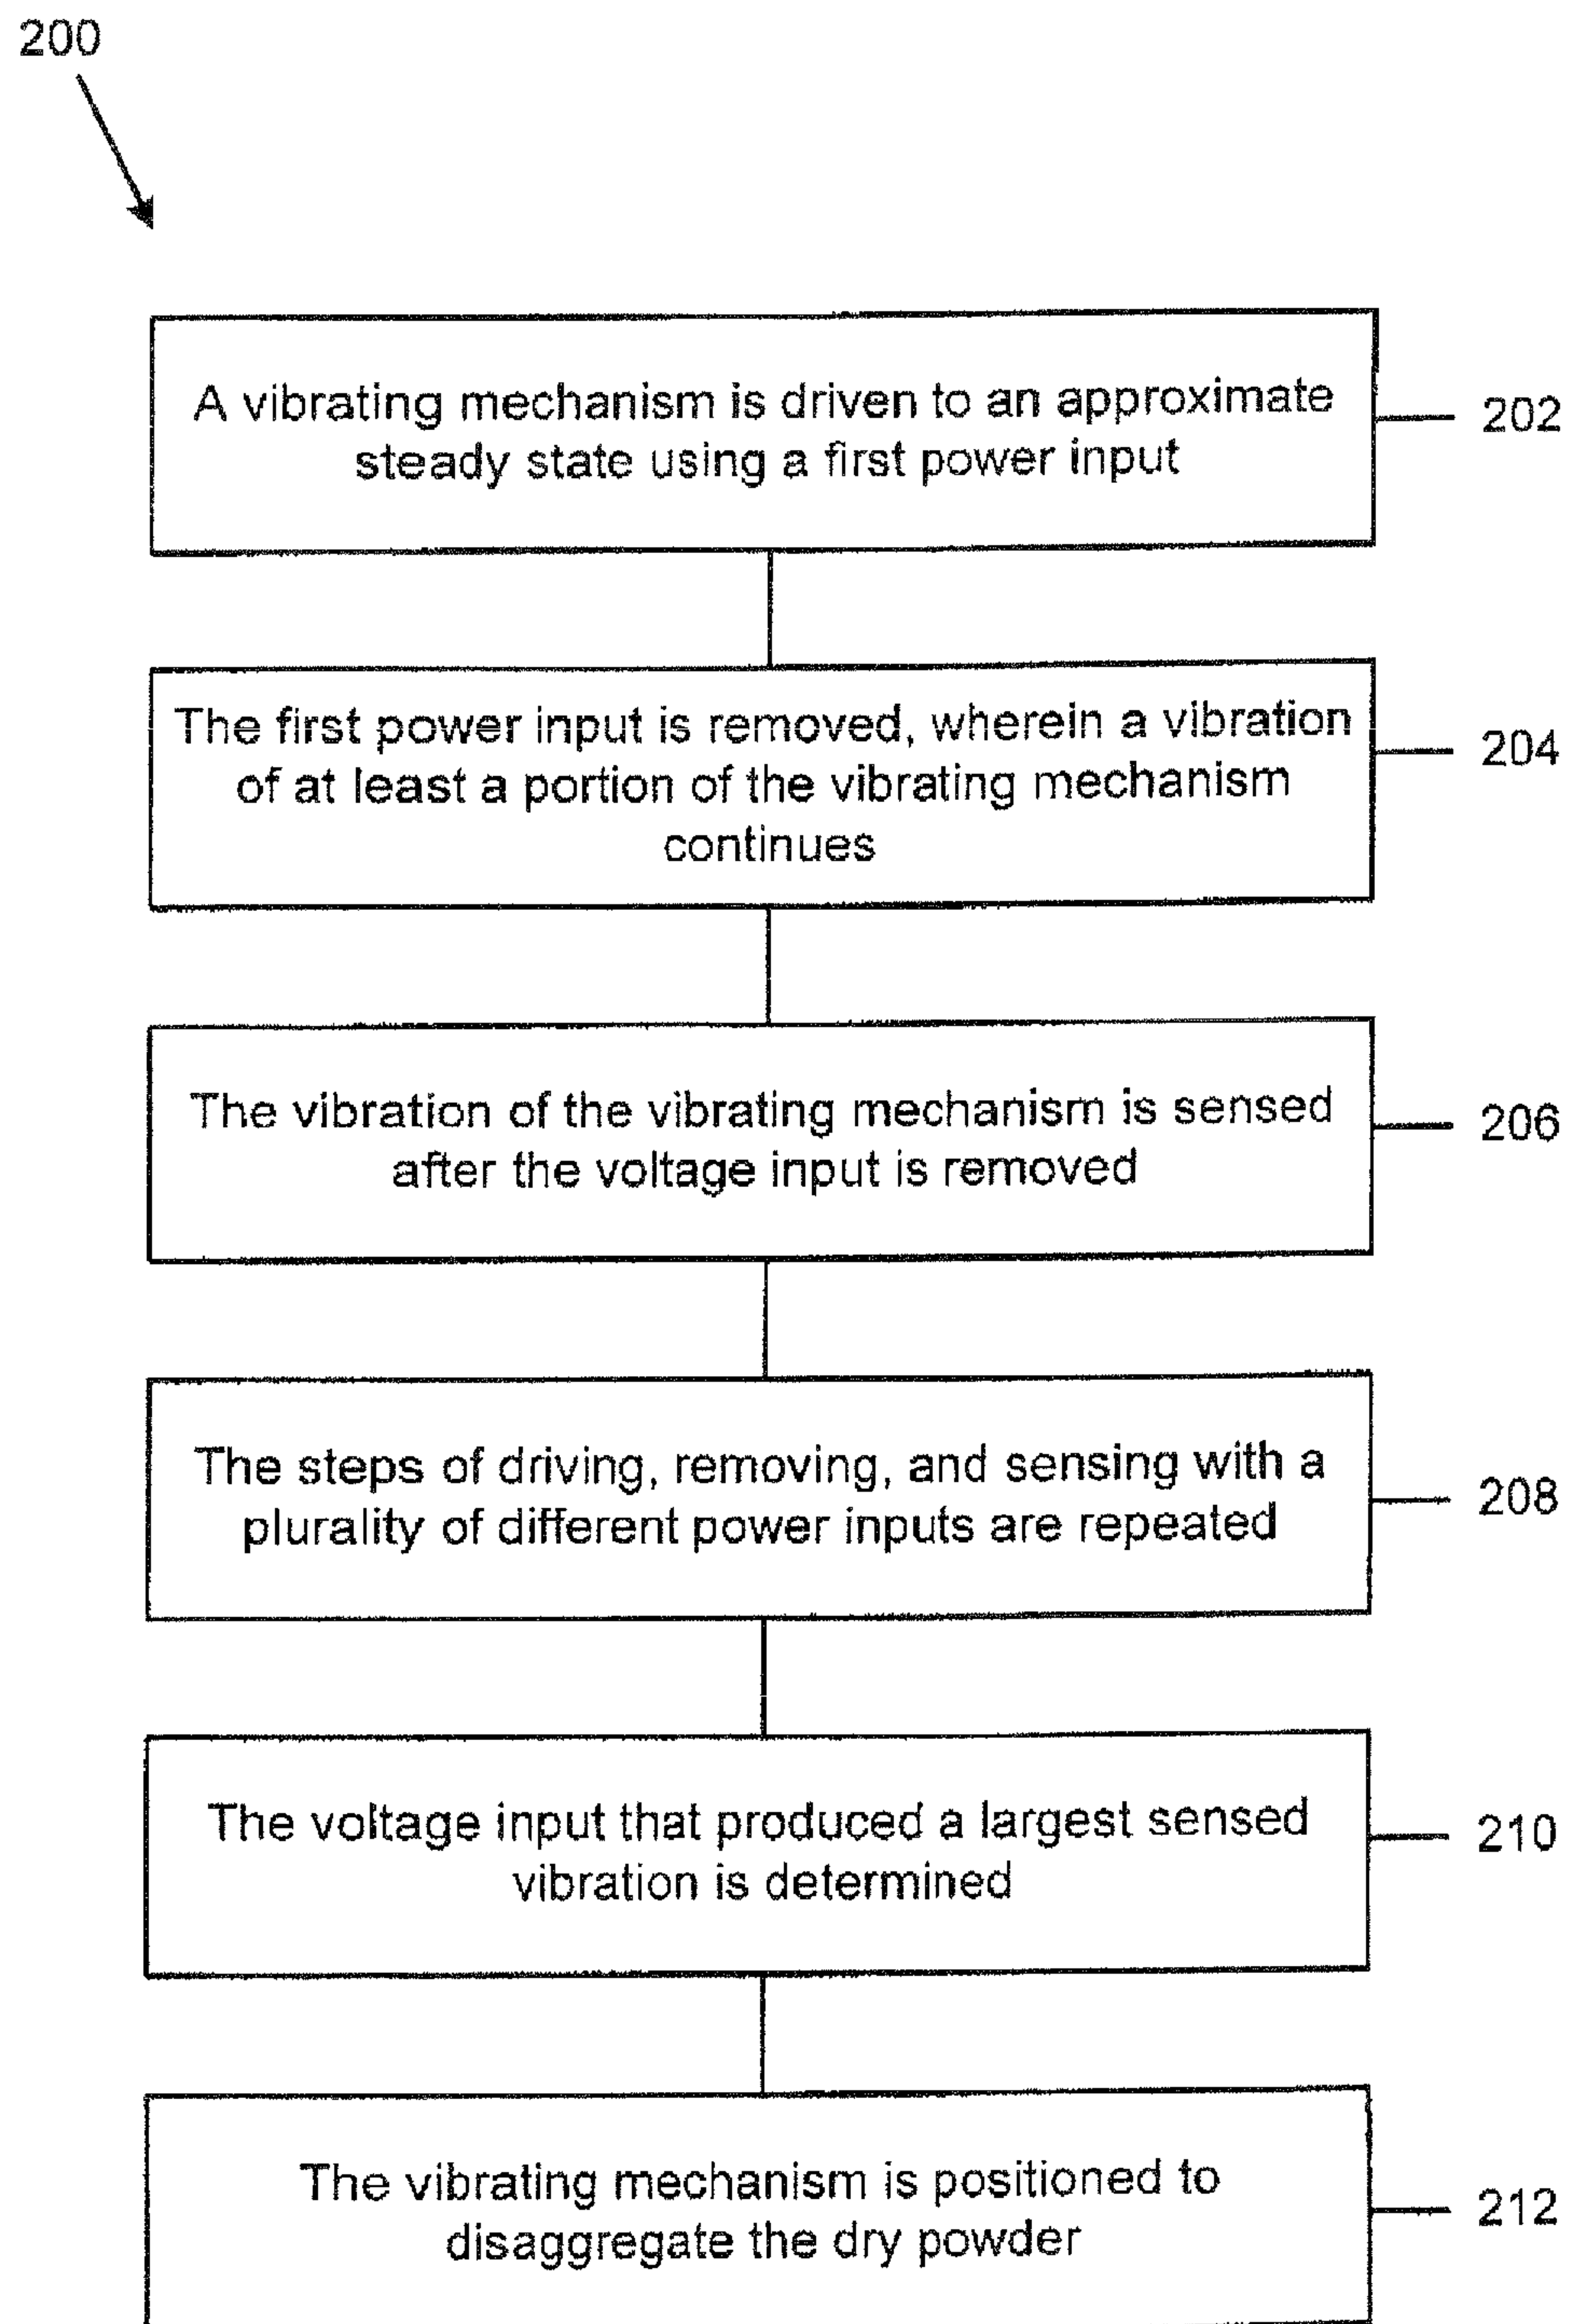 200
A vibrating mechanism is driven to an approximate
steady state using a first power input
202
The first power input is removed, wherein a vibration
of at least a portion of the vibrating mechanism
continues
204
The vibration of the vibrating mechanism is sensed
after the voltage input is removed
206
The steps of driving, removing, and sensing with a
plurality of different power inputs are repeated
208
The voltage input that produced a largest sensed
vibration is determined
210
The vibrating mechanism is positioned to
disaggregate the dry powder
212